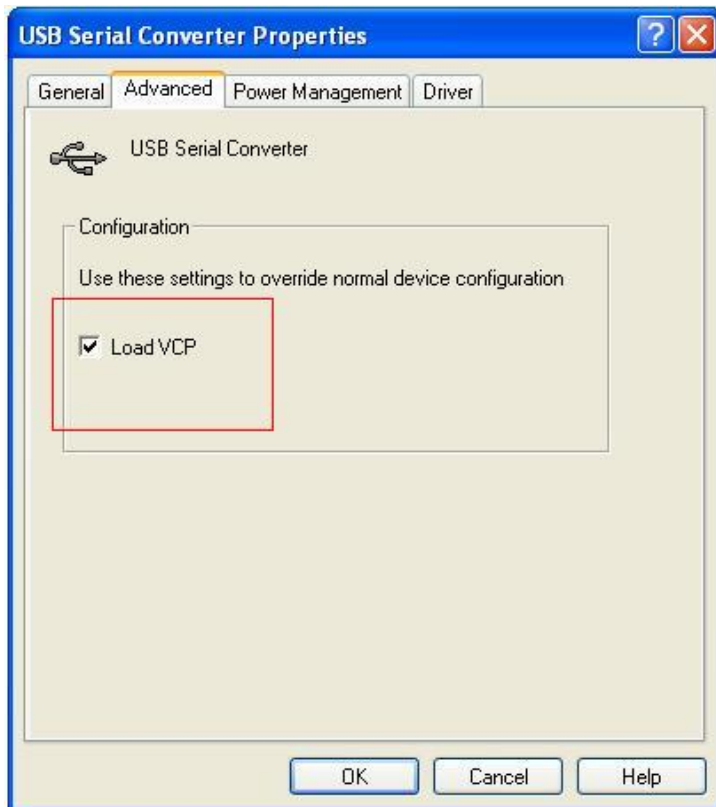 USB Serial Converter Properties
General Advanced Power Management Driver
USB Serial Converter
Configuration
Use these settings to override normal device configuration
Load VCP
OK Cancel Help